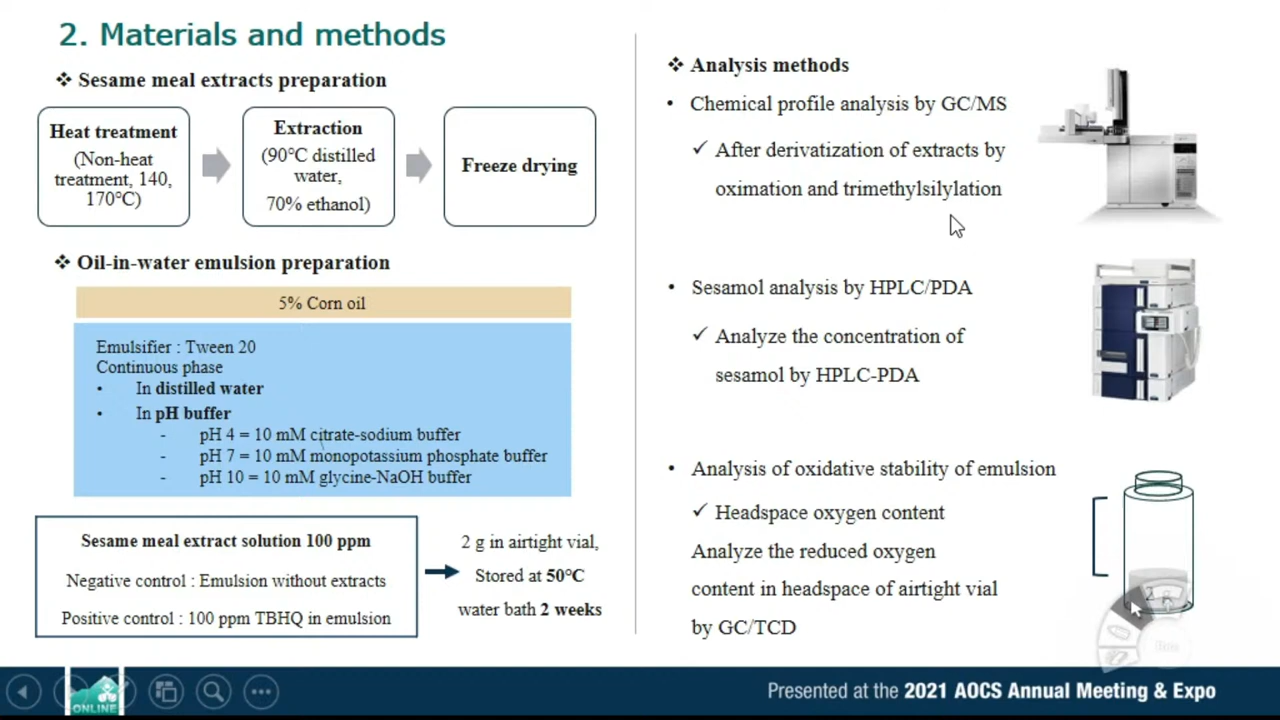 2. Materials and methods
❖ Sesame meal extracts preparation
Heat treatment
(Non-heat
treatment, 140,
170℃)
Extraction
(90℃ distilled
water,
70% ethanol)
Freeze drying
❖ Oil-in-water emulsion preparation
5% Corn oil
Emulsifier : Tween 20
Continuous phase
• In distilled water
• In pH buffer
- pH 4 = 10 mM citrate-sodium buffer
- pH 7 = 10 mM monopotassium phosphate buffer
- pH 10 = 10 mM glycine-NaOH buffer
Sesame meal extract solution 100 ppm
Negative control : Emulsion without extracts
Positive control : 100 ppm TBHQ in emulsion
2 g in airtight vial,
Stored at 50℃
water bath 2 weeks
❖ Analysis methods
• Chemical profile analysis by GC/MS
✓ After derivatization of extracts by
oximation and trimethylsilylation
• Sesamol analysis by HPLC/PDA
✓ Analyze the concentration of
sesamol by HPLC-PDA
• Analysis of oxidative stability of emulsion
✓ Headspace oxygen content
Analyze the reduced oxygen
content in headspace of airtight vial
by GC/TCD
2 g
ONLINE
Presented at the 2021 AOCS Annual Meeting & Expo